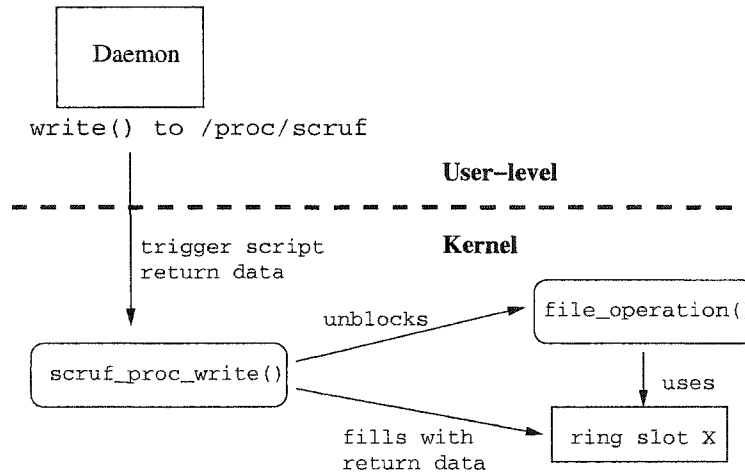 Daemon
write() to /proc/scruf
User-level
Kernel
trigger script
return data
unblocks
file_operation(
scruf_proc_write()
uses
fills with
return data
ring slot X